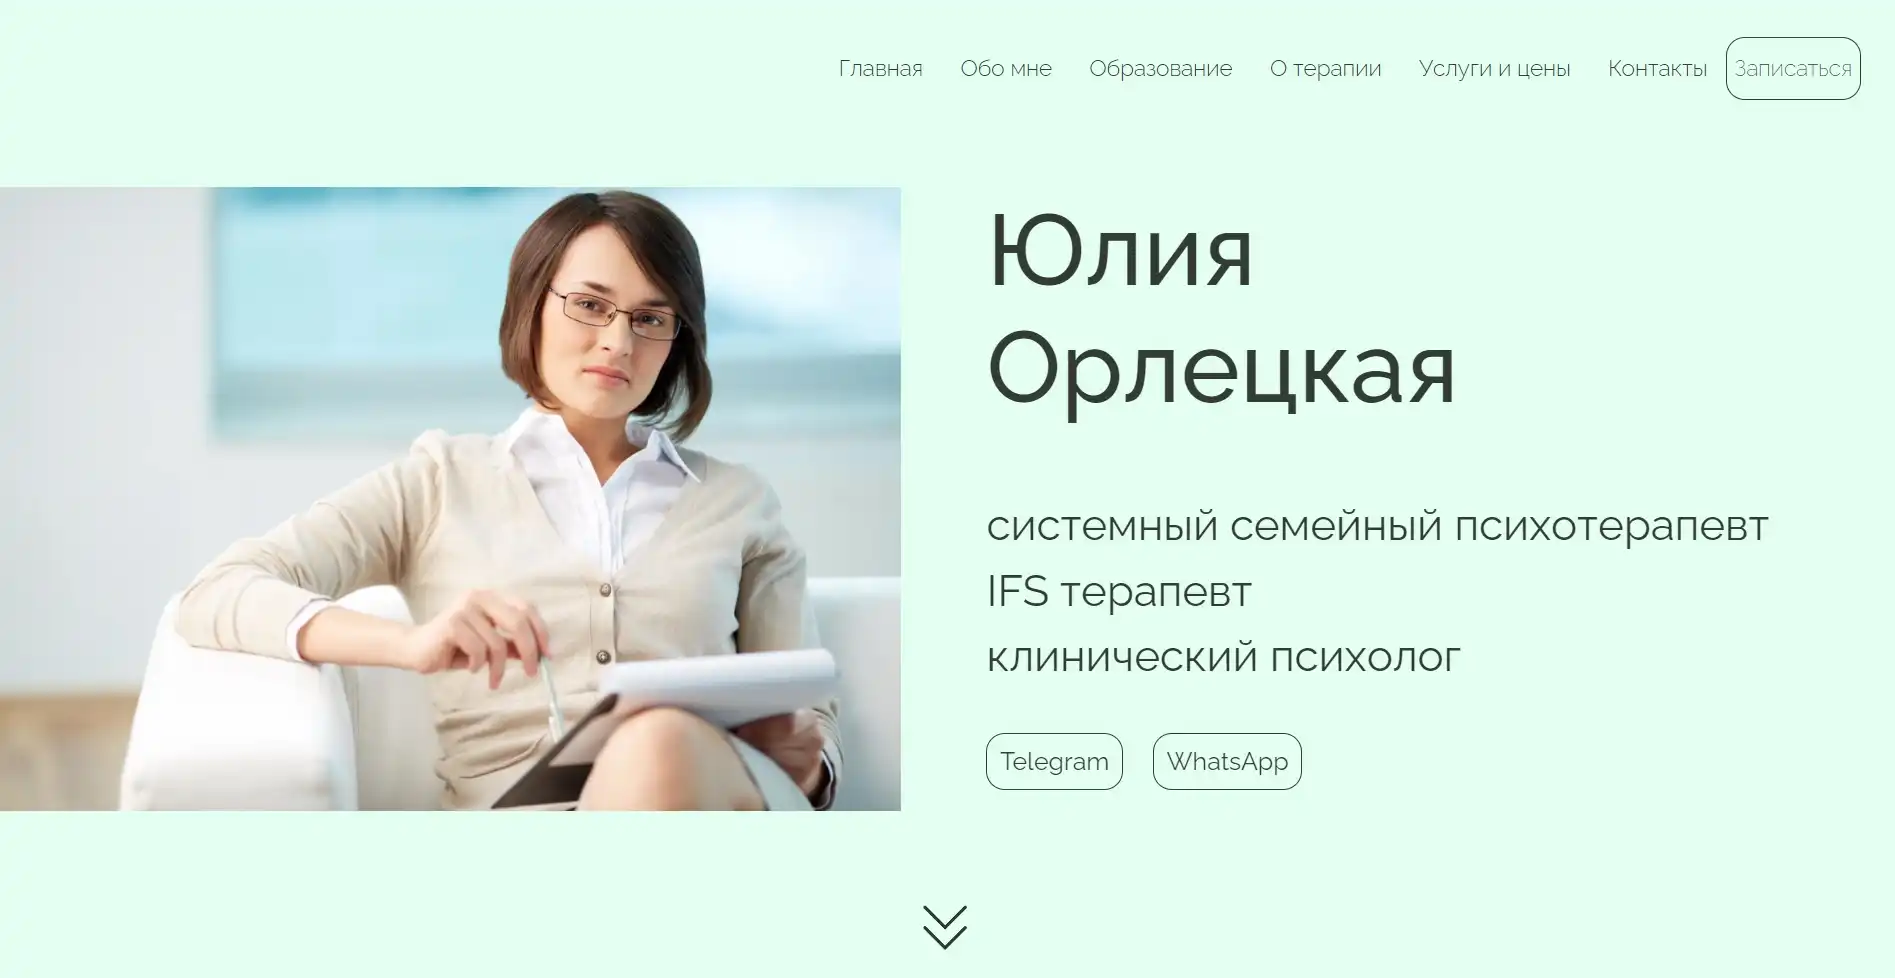 Главная Обо мне Образование О терапии Услуги и цены Контакты Записаться
Юлия
Орлецкая
системный семейный психотерапевт
IFS терапевт
клинический психолог
Telegram WhatsApp